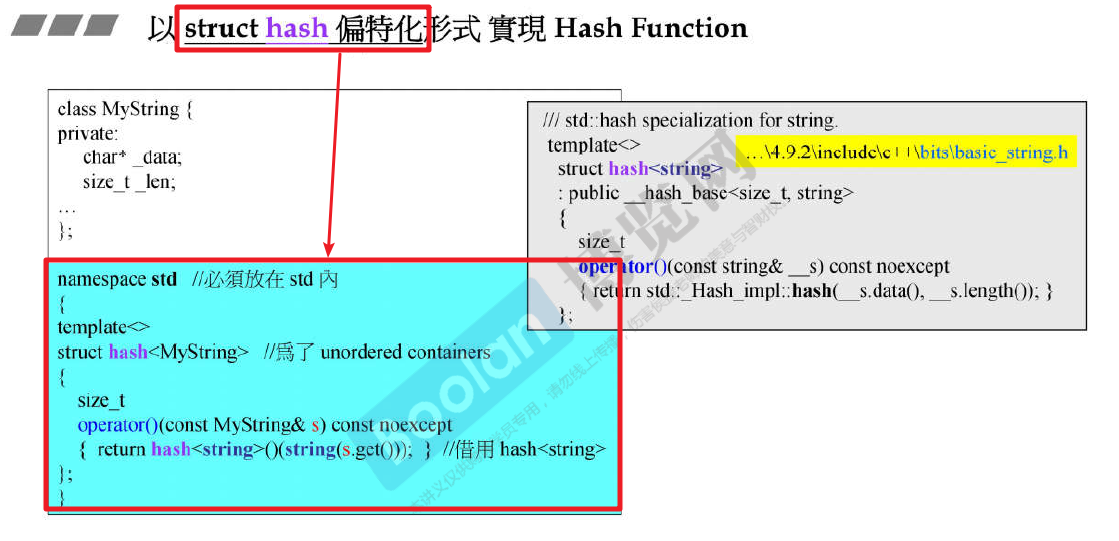 以 struct hash 偏特化形式 實現 Hash Function
class MyString {
private:
char* _data;
size_t _len;
…
};
namespace std //必須放在 std 內
{
template<>
struct hash<MyString> //爲了 unordered containers
{
size_t
operator()(const MyString& s) const noexcept
{ return hash<string>()(string(s.get())); } //借用 hash<string>
};
}
/// std::hash specialization for string.
…\4.9.2\include\c++\bits\basic_string.h
template<>
struct hash<string>
: public __hash_base<size_t, string>
{
size_t
operator()(const string& __s) const noexcept
{ return std::_Hash_impl::hash(__s.data(), __s.length()); }
};
Boolan 博览网